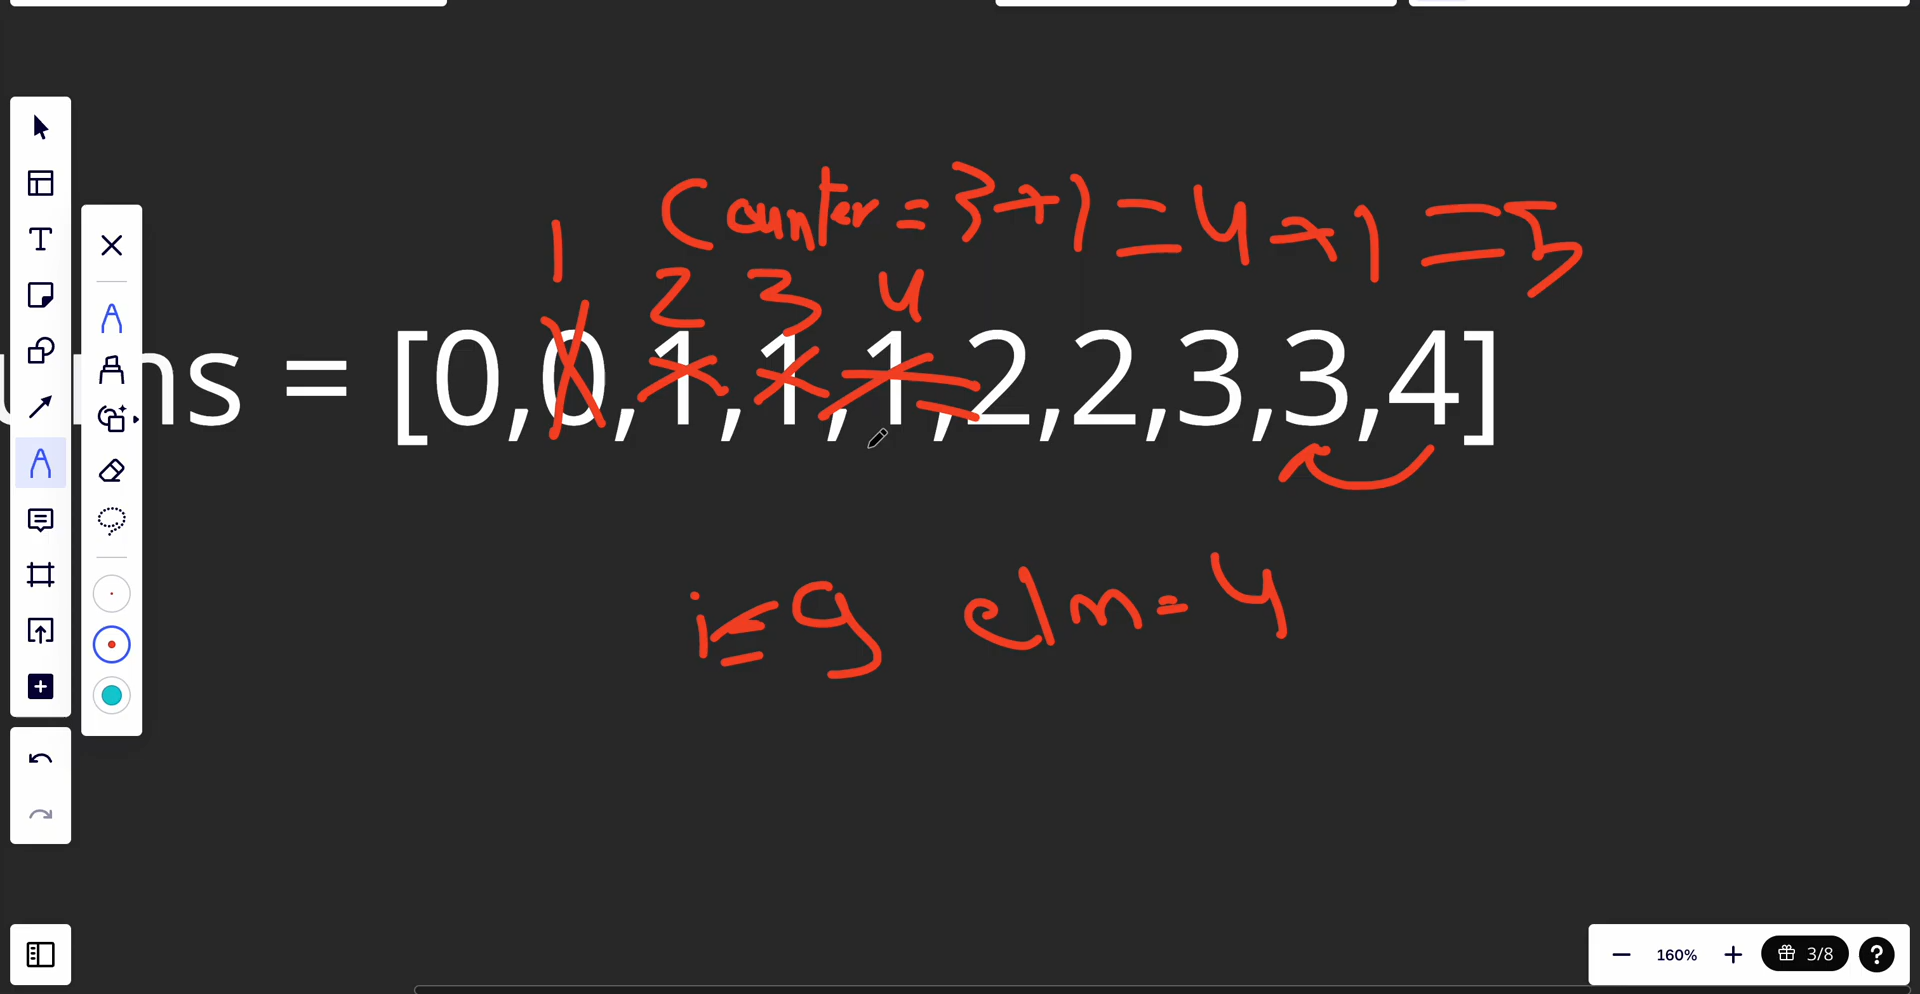 Counter = 3+1 = 4+1 = 5
1 2 3 4
nums = [0,0,1,1,1,2,2,3,3,4]
i = 9 elm = 4
T
160%
3/8
?